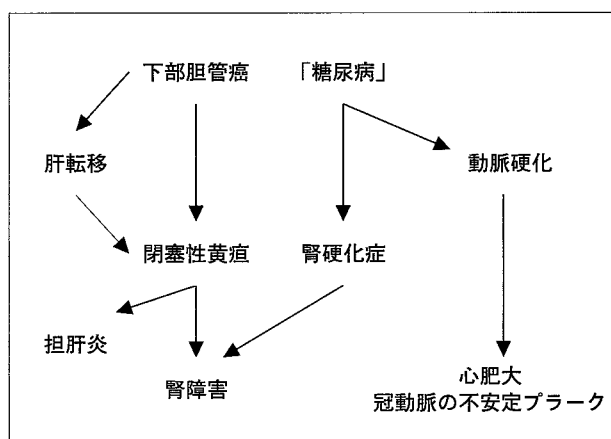 下部胆管癌 「糖尿病」
肝転移 動脈硬化
閉塞性黄疸 腎硬化症
担肝炎
腎障害 心肥大
冠動脈の不安定プラーク